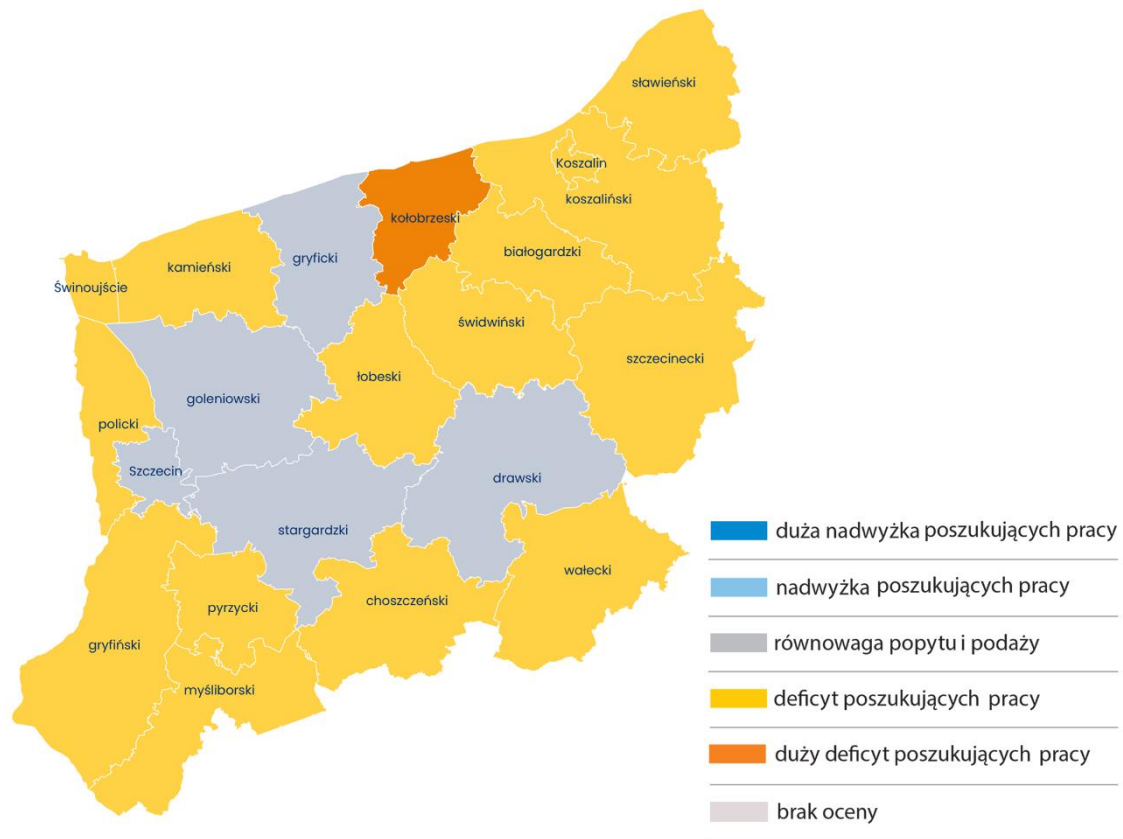 sławieński
Koszalin
koszaliński
kołobrzeski
białogardzki
gryficki
kamieński
Świnoujście
świdwiński
szczecinecki
łobeski
goleniowski
policki
Szczecin
drawski
stargardzki
wałecki
choszczeński
pyrzycki
gryfiński
myśliborski
duża nadwyżka poszukujących pracy
nadwyżka poszukujących pracy
równowaga popytu i podaży
deficyt poszukujących pracy
duży deficyt poszukujących pracy
brak oceny